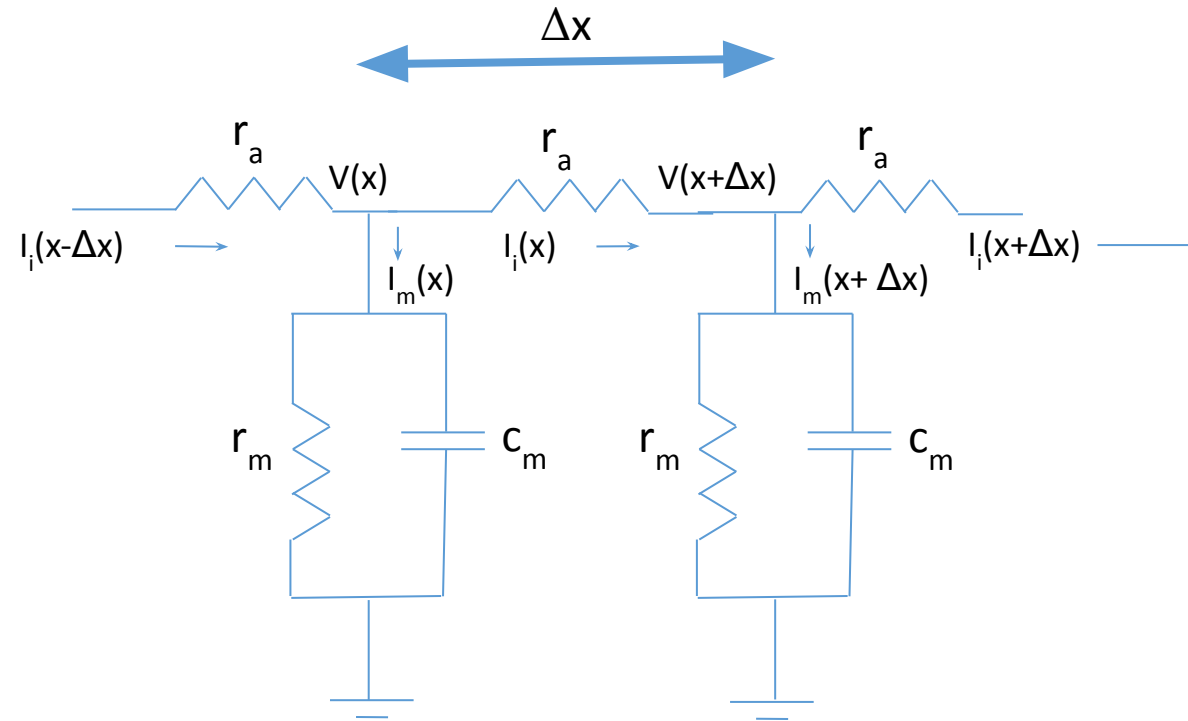 Δx
r_a
r_a
r_a
V(x)
V(x+Δx)
I_i(x-Δx)
I_i(x)
I_i(x+Δx)
I_m(x)
I_m(x+ Δx)
r_m
c_m
r_m
c_m